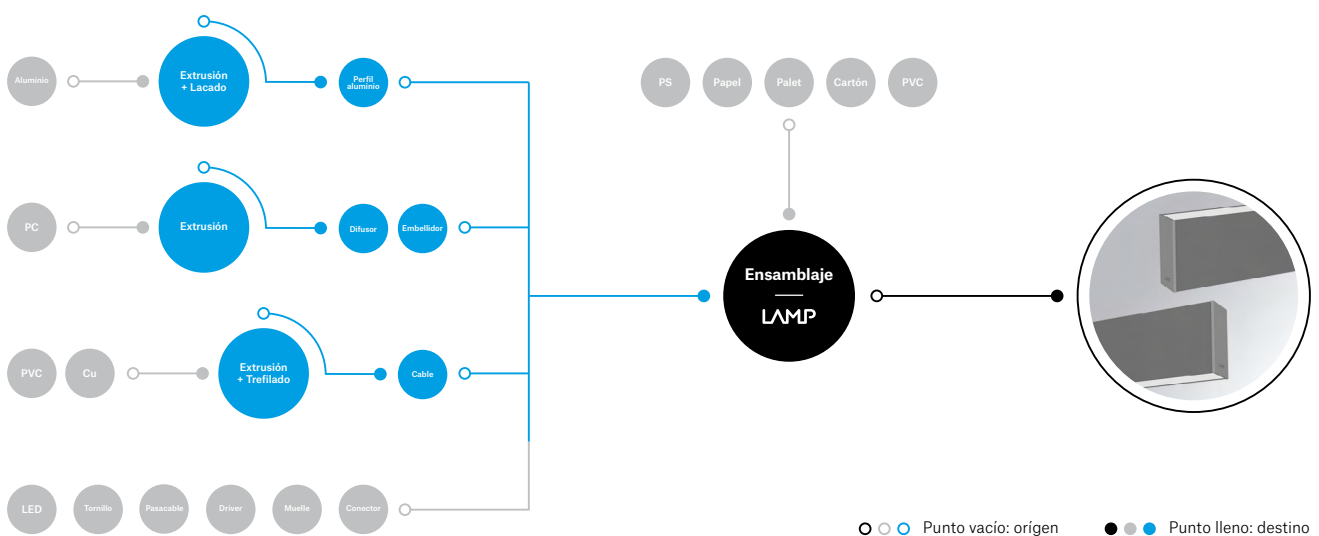 Aluminio
Extrusión
+ Lacado
Perfil
aluminio
PS
Papel
Palet
Cartón
PVC
PC
Extrusión
Difusor
Embellidor
Ensamblaje
LAMP
PVC
Cu
Extrusión
+ Trefilado
Cable
LED
Tornillo
Pasacable
Driver
Muelle
Conector
Punto vacío: orígen
Punto lleno: destino